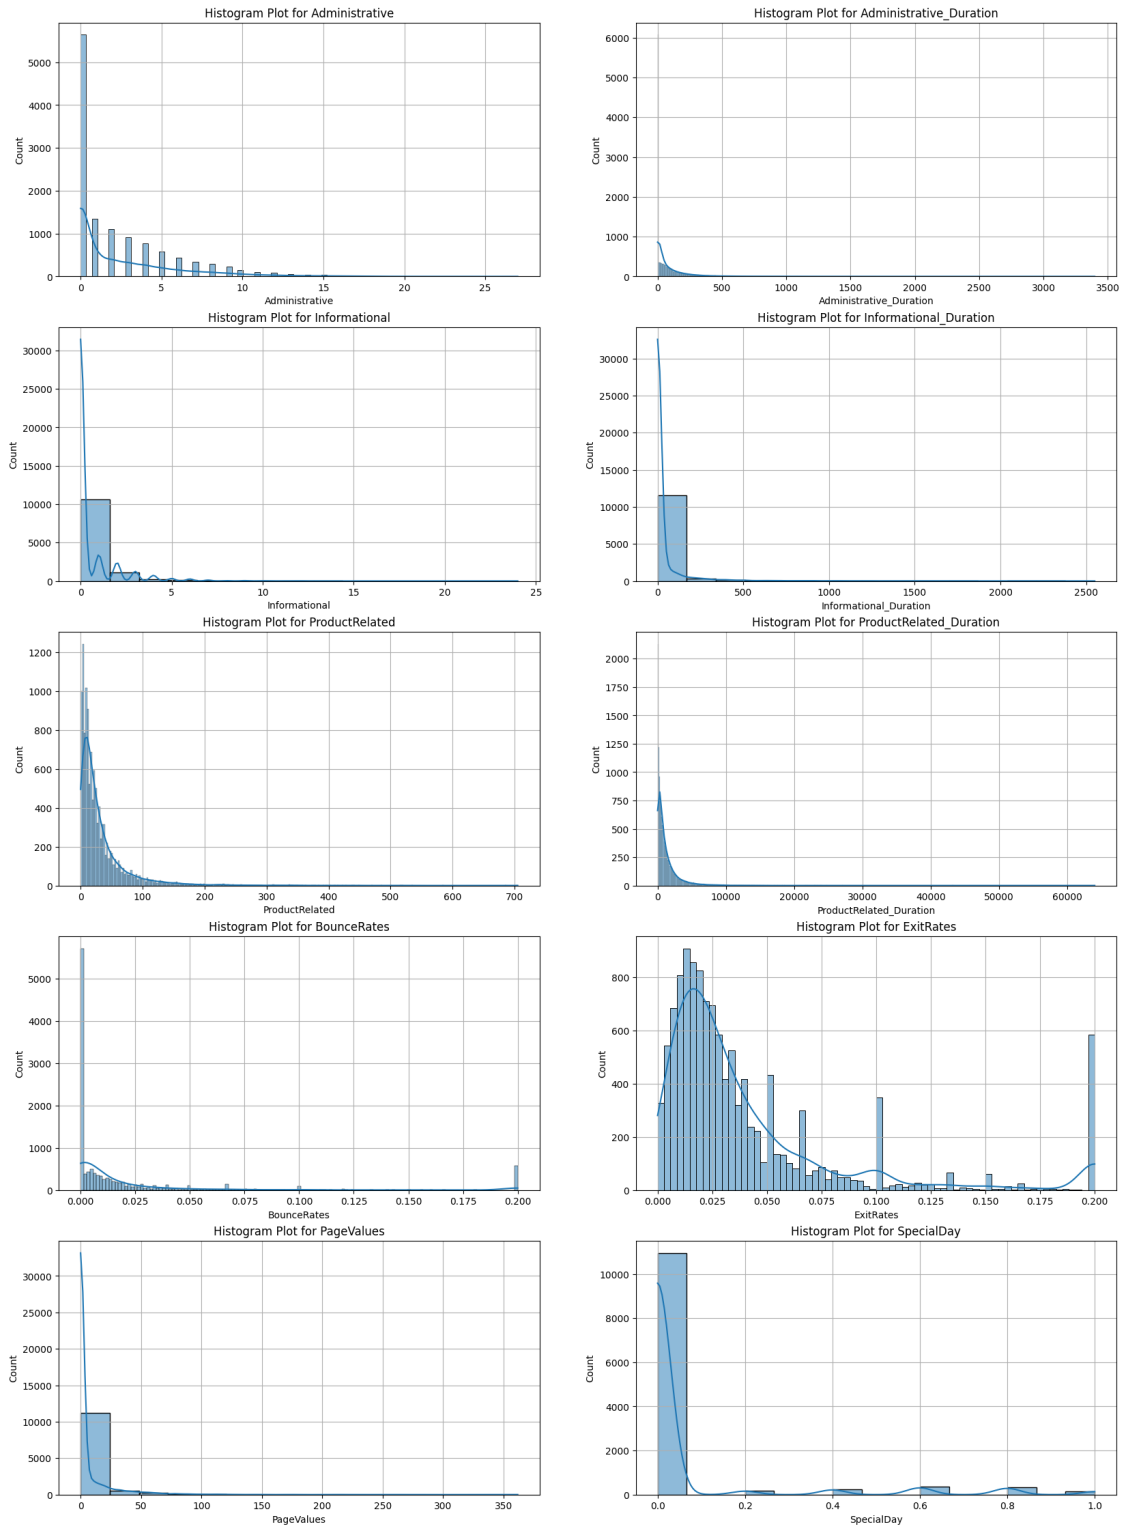 Histogram Plot for Administrative
Count
5000
4000
3000
2000
1000
0
0 5 10 15 20 25
Administrative
Histogram Plot for Administrative_Duration
Count
6000
5000
4000
3000
2000
1000
0
0 500 1000 1500 2000 2500 3000 3500
Administrative_Duration
Histogram Plot for Informational
Count
30000
25000
20000
15000
10000
5000
0
0 5 10 15 20 25
Informational
Histogram Plot for Informational_Duration
Count
30000
25000
20000
15000
10000
5000
0
0 500 1000 1500 2000 2500
Informational_Duration
Histogram Plot for ProductRelated
Count
1200
1000
800
600
400
200
0
0 100 200 300 400 500 600 700
ProductRelated
Histogram Plot for ProductRelated_Duration
Count
2000
1750
1500
1250
1000
750
500
250
0
0 10000 20000 30000 40000 50000 60000
ProductRelated_Duration
Histogram Plot for BounceRates
Count
5000
4000
3000
2000
1000
0
0.000 0.025 0.050 0.075 0.100 0.125 0.150 0.175 0.200
BounceRates
Histogram Plot for ExitRates
Count
800
600
400
200
0
0.000 0.025 0.050 0.075 0.100 0.125 0.150 0.175 0.200
ExitRates
Histogram Plot for PageValues
Count
30000
25000
20000
15000
10000
5000
0
0 50 100 150 200 250 300 350
PageValues
Histogram Plot for SpecialDay
Count
10000
8000
6000
4000
2000
0
0.0 0.2 0.4 0.6 0.8 1.0
SpecialDay